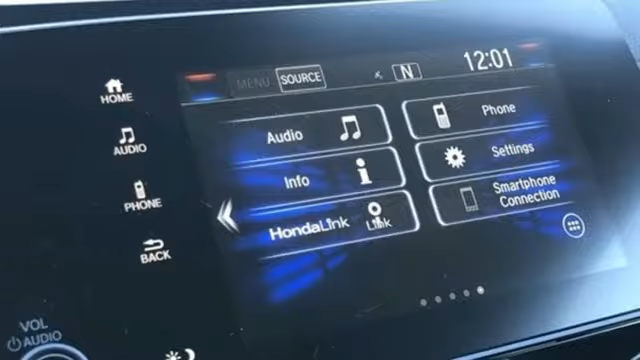 MENU
SOURCE
N
12:01
HOME
AUDIO
PHONE
BACK
VOL
AUDIO
Audio
Info
HondaLink
Link
Phone
Settings
Smartphone
Connection